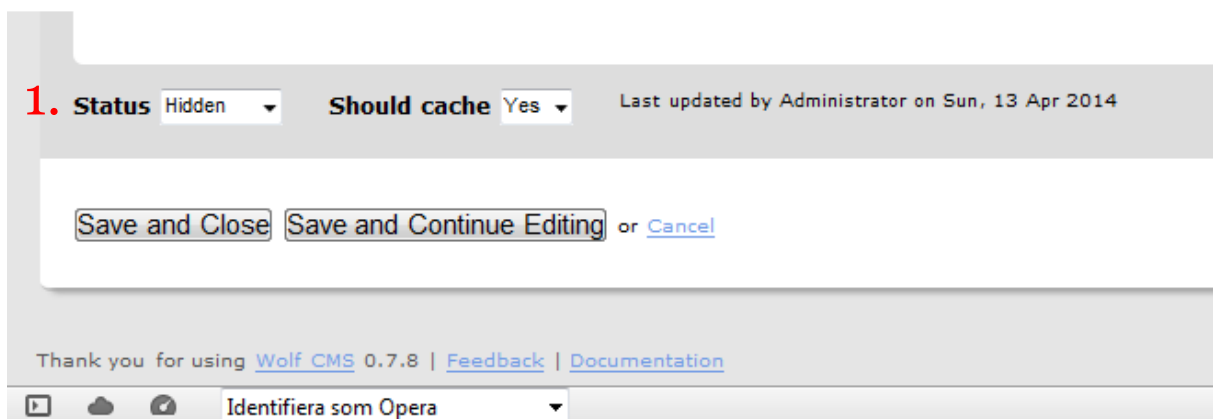 1. Status Hidden Should cache Yes Last updated by Administrator on Sun, 13 Apr 2014
Save and Close Save and Continue Editing or Cancel
Thank you for using Wolf CMS 0.7.8 | Feedback | Documentation
Identifiera som Opera